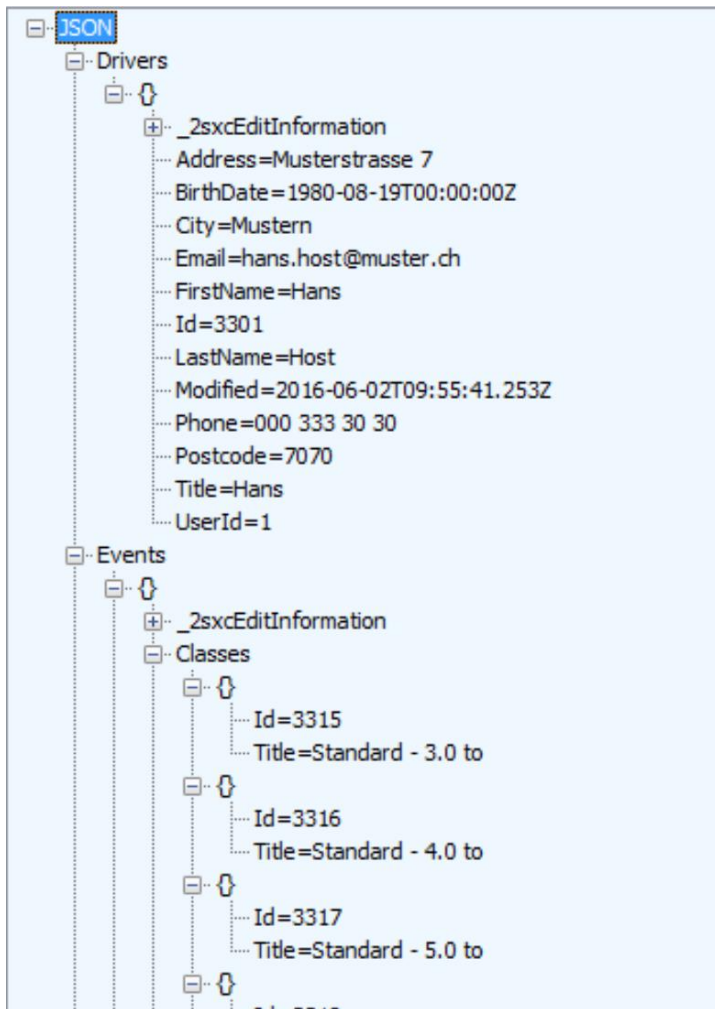 JSON
Drivers
{}
_2sxcEditInformation
Address=Musterstrasse 7
BirthDate=1980-08-19T00:00:00Z
City=Mustern
Email=hans.host@muster.ch
FirstName=Hans
Id=3301
LastName=Host
Modified=2016-06-02T09:55:41.253Z
Phone=000 333 30 30
Postcode=7070
Title=Hans
UserId=1
Events
{}
_2sxcEditInformation
Classes
{}
Id=3315
Title=Standard - 3.0 to
{}
Id=3316
Title=Standard - 4.0 to
{}
Id=3317
Title=Standard - 5.0 to
{}